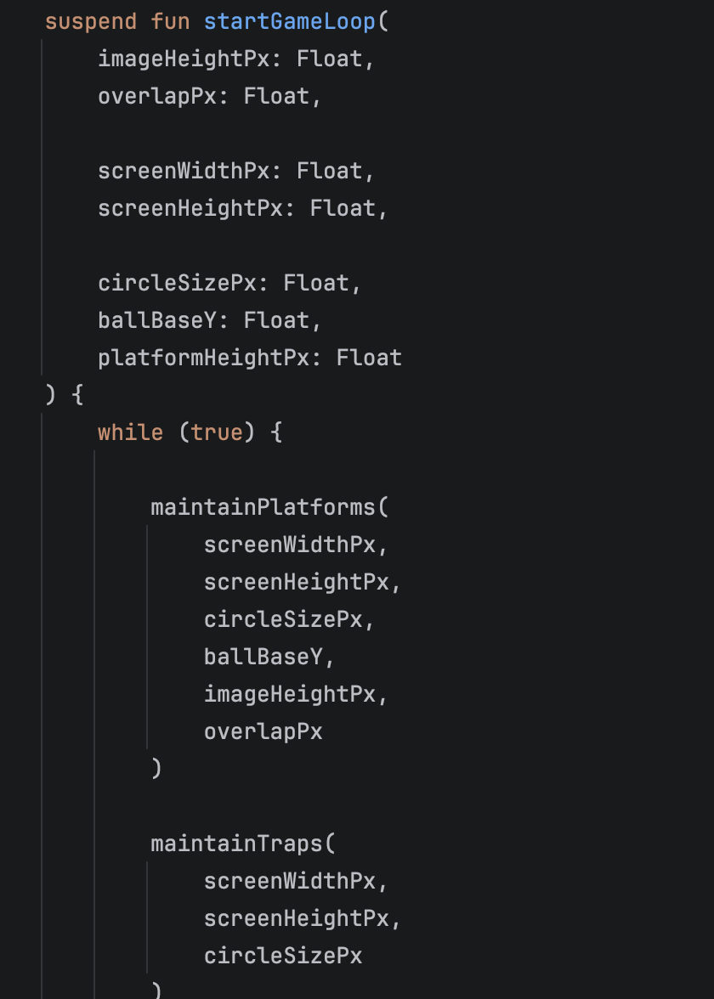 suspend fun startGameLoop(
    imageHeightPx: Float,
    overlapPx: Float,

    screenWidthPx: Float,
    screenHeightPx: Float,

    circleSizePx: Float,
    ballBaseY: Float,
    platformHeightPx: Float
) {
    while (true) {

        maintainPlatforms(
            screenWidthPx,
            screenHeightPx,
            circleSizePx,
            ballBaseY,
            imageHeightPx,
            overlapPx
        )

        maintainTraps(
            screenWidthPx,
            screenHeightPx,
            circleSizePx
        )